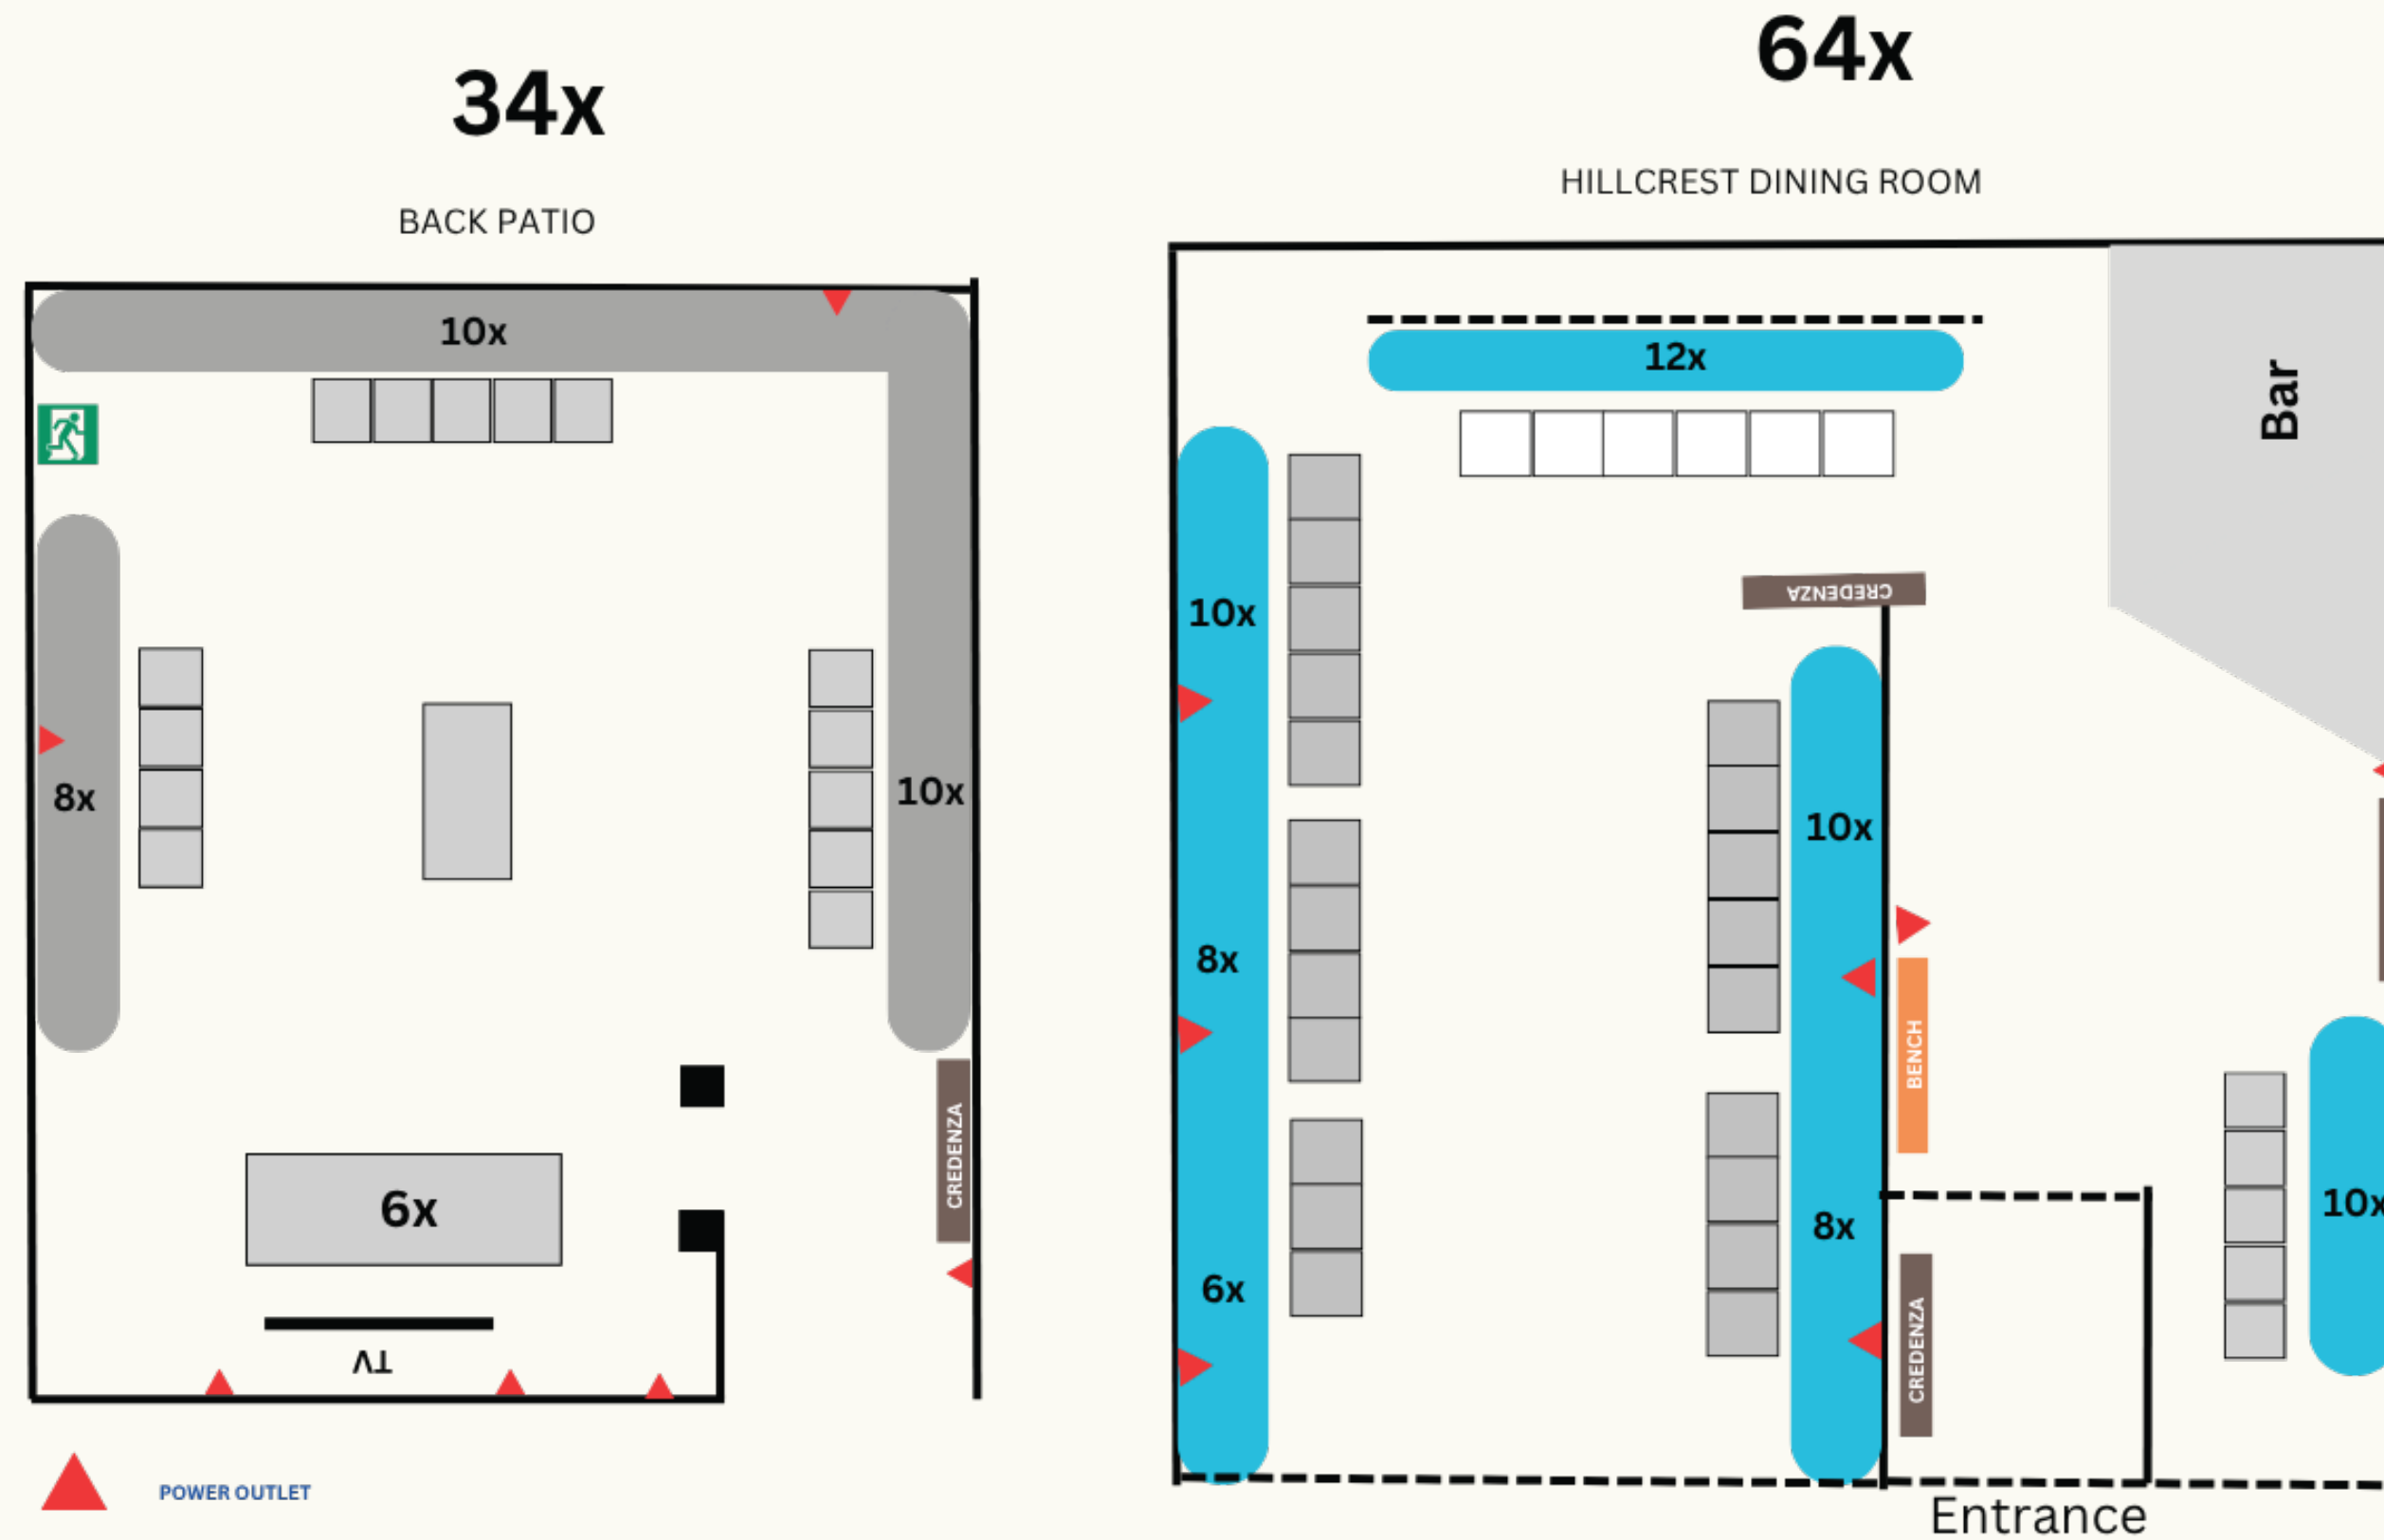 34x
BACK PATIO
10x
8x
10x
6x
CREDENZA
TV
POWER OUTLET
64x
HILLCREST DINING ROOM
12x
Bar
10x
CREDENZA
10x
8x
BENCH
10x
8x
6x
CREDENZA
Entrance